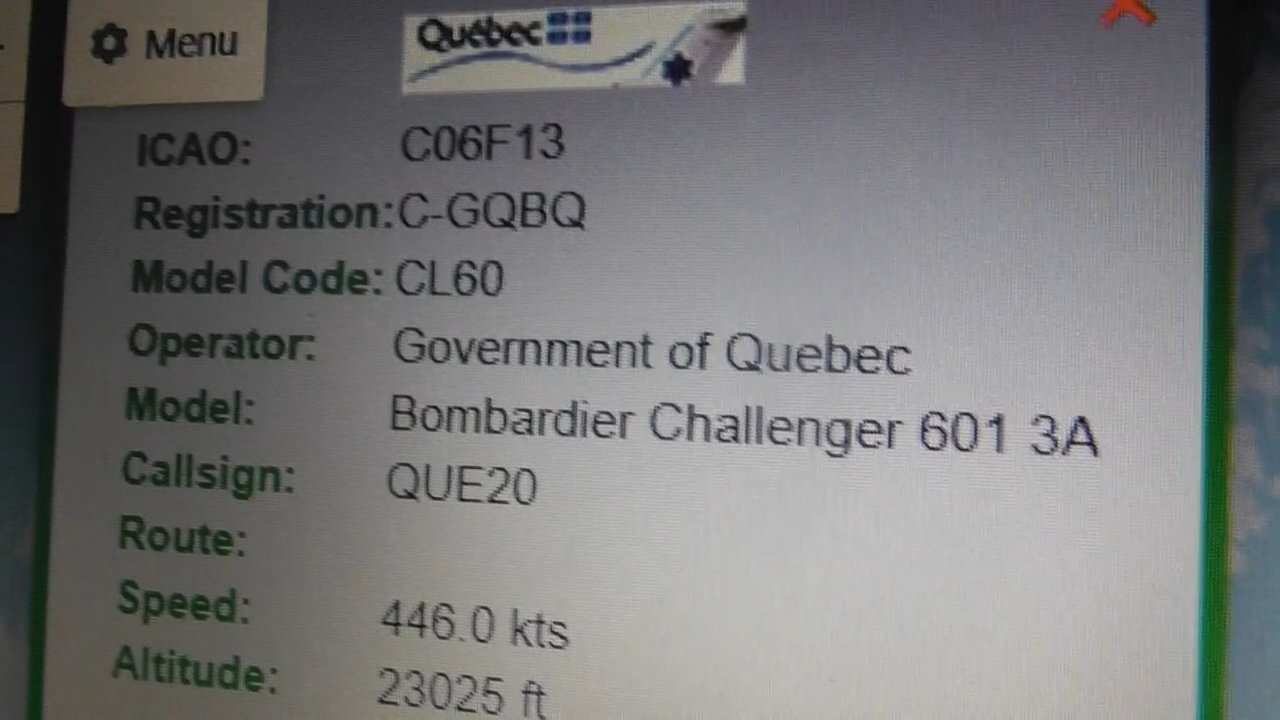 Menu
Québec
ICAO: C06F13
Registration: C-GQBQ
Model Code: CL60
Operator: Government of Quebec
Model: Bombardier Challenger 601 3A
Callsign: QUE20
Route:
Speed: 446.0 kts
Altitude: 23025 ft